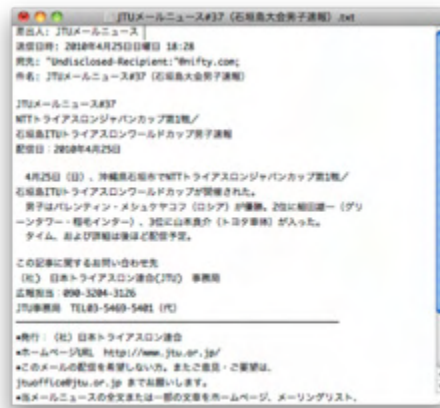 JTUメールニュース#37(石垣島大会男子速報).txt
差出人: JTUメールニュース
送信日時: 2010年4月25日日曜日 18:28
宛先: "Undisclosed-Recipient:"@nifty.com;
件名: JTUメールニュース#37(石垣島大会男子速報)
JTUメールニュース#37
NTTトライアスロンジャパンカップ第1戦/
石垣島ITUトライアスロンワールドカップ男子速報
配信日:2010年4月25日
4月25日(日)、沖縄県石垣市でNTTトライアスロンジャパンカップ第1戦/
石垣島ITUトライアスロンワールドカップが開催された。
男子はバレンティン・メシュケヤコフ(ロシア)が優勝。2位に細田雄一(グリ
ーンタワー・稲毛インター)、3位に山本良介(トヨタ車体)が入った。
タイム、および詳細は後ほど配信予定。
この記事に関するお問い合わせ先
(社) 日本トライアスロン連合(JTU) 事務局
広報担当:090-3204-3126
JTU事務局 TEL03-5469-5401(代)
●発行:(社)日本トライアスロン連合
●ホームページURL http://www.jtu.or.jp/
●このメールの配信を希望しない方。またご意見・ご要望は、
jtuoffice@jtu.or.jp までお願いします。
●当メールニュースの全文または一部の文章をホームページ、メーリングリスト、